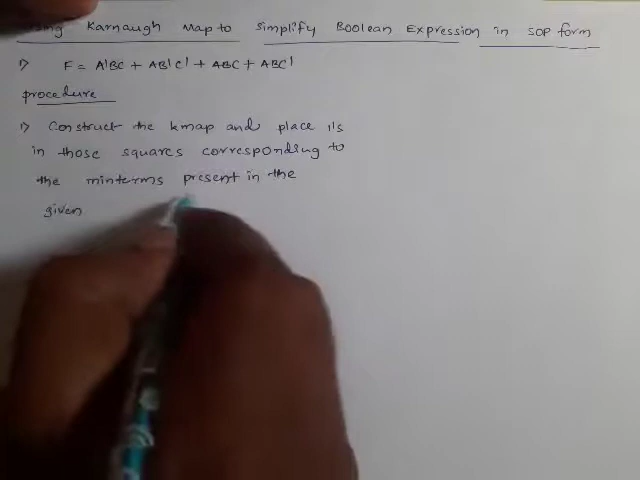 Karnaugh Map to simplify Boolean Expression in SOP form
1) F = A'BC + AB'C' + ABC + ABC'
procedure
1) Construct the kmap and place 1's
in those squares corresponding to
the minterms present in the
given